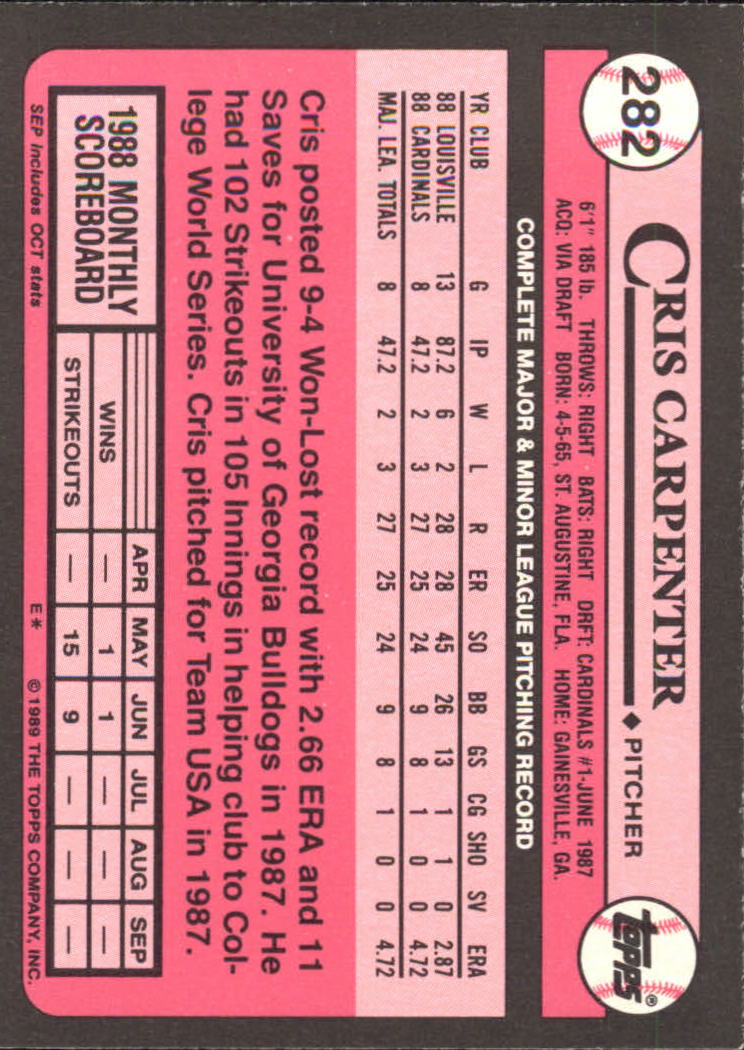 282
CRIS CARPENTER ♦ PITCHER
topps®
6'1" 185 lb. THROWS: RIGHT BATS: RIGHT DRFT: CARDINALS #1-JUNE 1987
ACQ: VIA DRAFT BORN: 4-5-65, ST. AUGUSTINE, FLA. HOME: GAINESVILLE, GA.
COMPLETE MAJOR & MINOR LEAGUE PITCHING RECORD
YR CLUB G IP W L R ER SO BB GS CG SHO SV ERA
88 LOUISVILLE 13 87.2 6 2 28 28 45 26 13 1 1 0 2.87
88 CARDINALS 8 47.2 2 3 27 25 24 9 8 1 0 0 4.72
MAJ. LEA. TOTALS 8 47.2 2 3 27 25 24 9 8 1 0 0 4.72
Cris posted 9-4 Won-Lost record with 2.66 ERA and 11
Saves for University of Georgia Bulldogs in 1987. He
had 102 Strikeouts in 105 Innings in helping club to Col-
lege World Series. Cris pitched for Team USA in 1987.
1988 MONTHLY
SCOREBOARD
APR MAY JUN JUL AUG SEP
WINS — 1 1 — — —
STRIKEOUTS — 15 9 — — —
SEP Includes OCT stats E* © 1989 THE TOPPS COMPANY, INC.